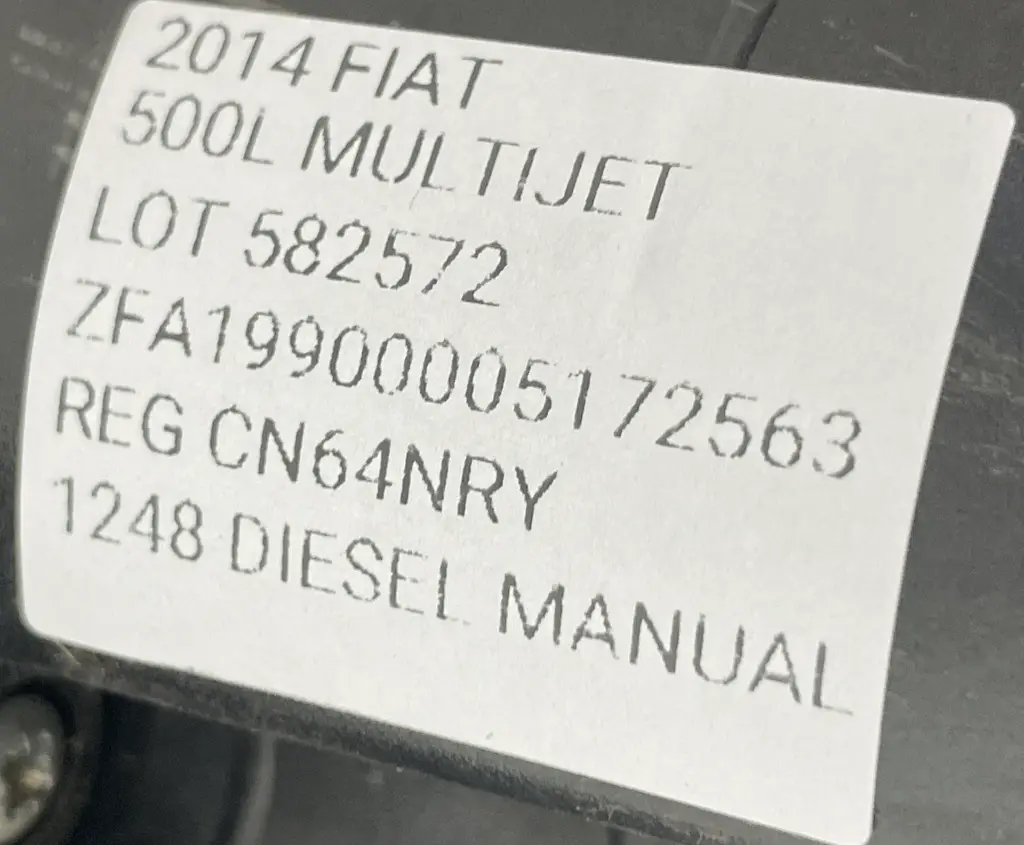 2014 FIAT
500L MULTIJET
LOT 582572
ZFA19900005172563
REG CN64NRY
1248 DIESEL MANUAL